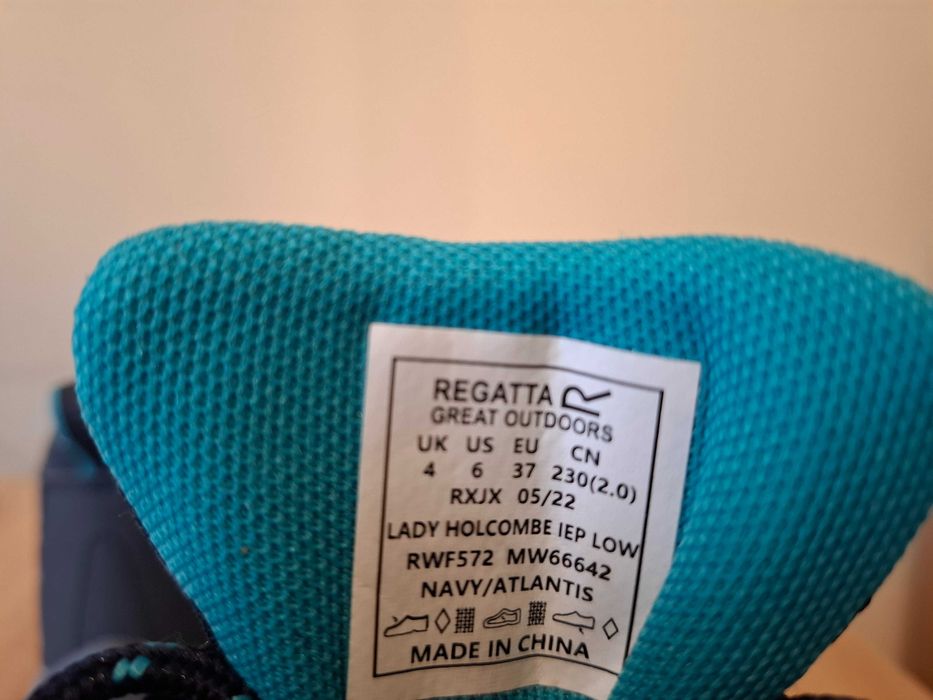 REGATTA R
GREAT OUTDOORS
UK US EU CN
4 6 37 230(2.0)
RXJX 05/22
LADY HOLCOMBE IEP LOW
RWF572 MW66642
NAVY/ATLANTIS
MADE IN CHINA